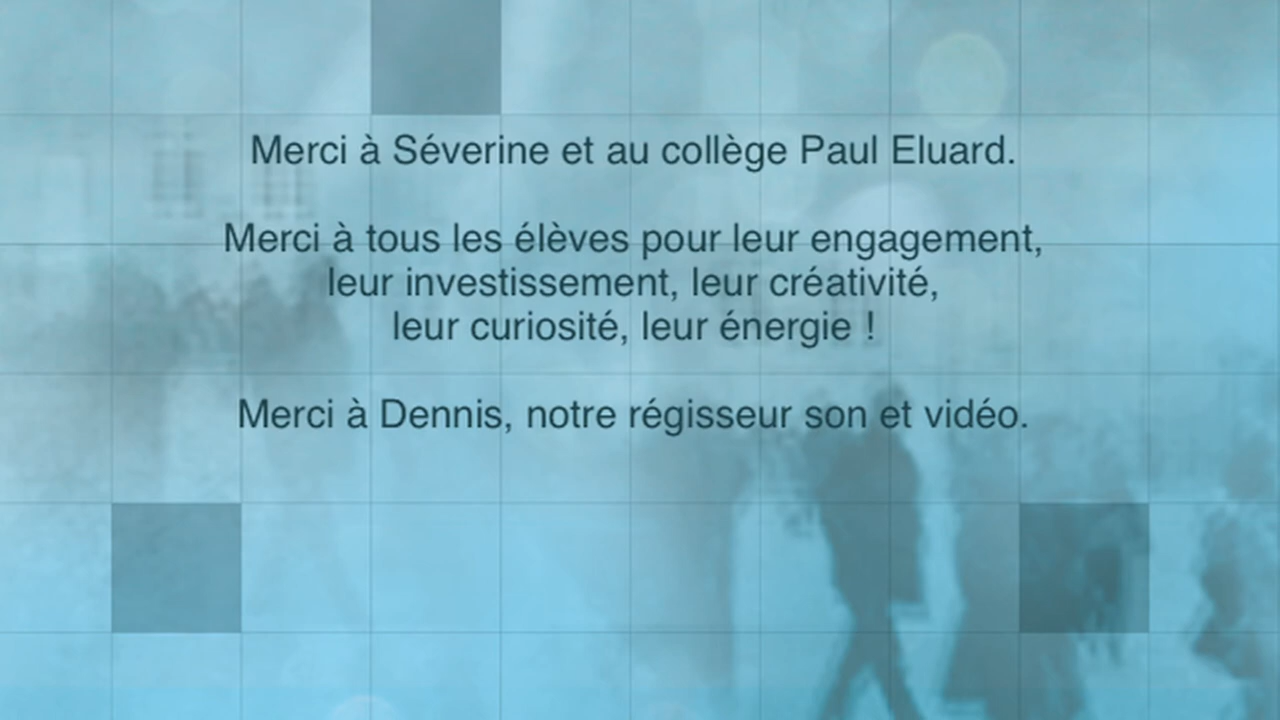 Merci à Séverine et au collège Paul Eluard.
Merci à tous les élèves pour leur engagement,
leur investissement, leur créativité,
leur curiosité, leur énergie !
Merci à Dennis, notre régisseur son et vidéo.